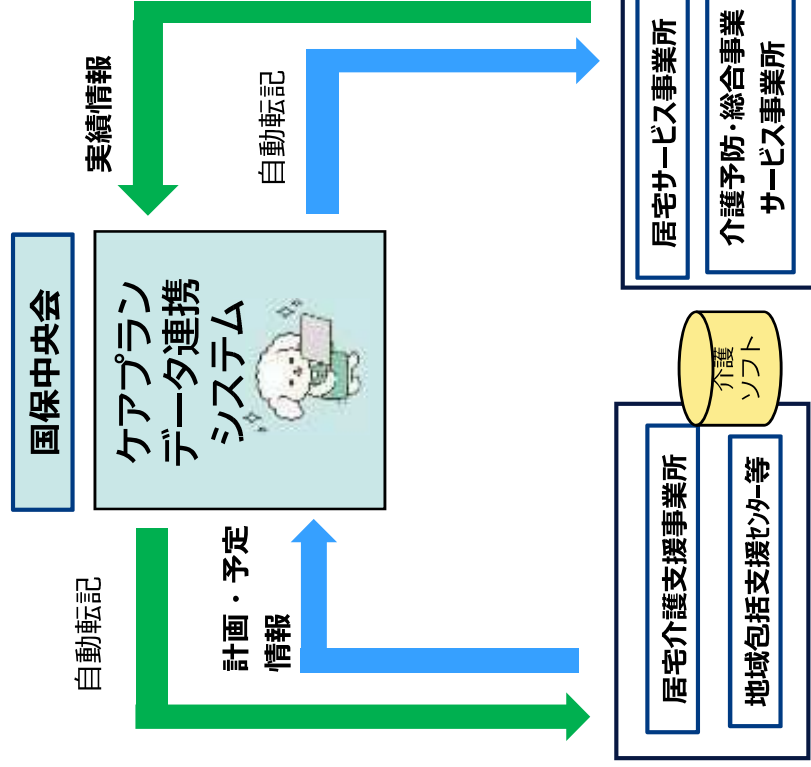 国保中央会
ケアプラン
データ連携
システム
自動転記
計画・予定
情報
実績情報
自動転記
居宅介護支援事業所
地域包括支援センター等
介護
ソフト
居宅サービス事業所
介護予防・総合事業
サービス事業所